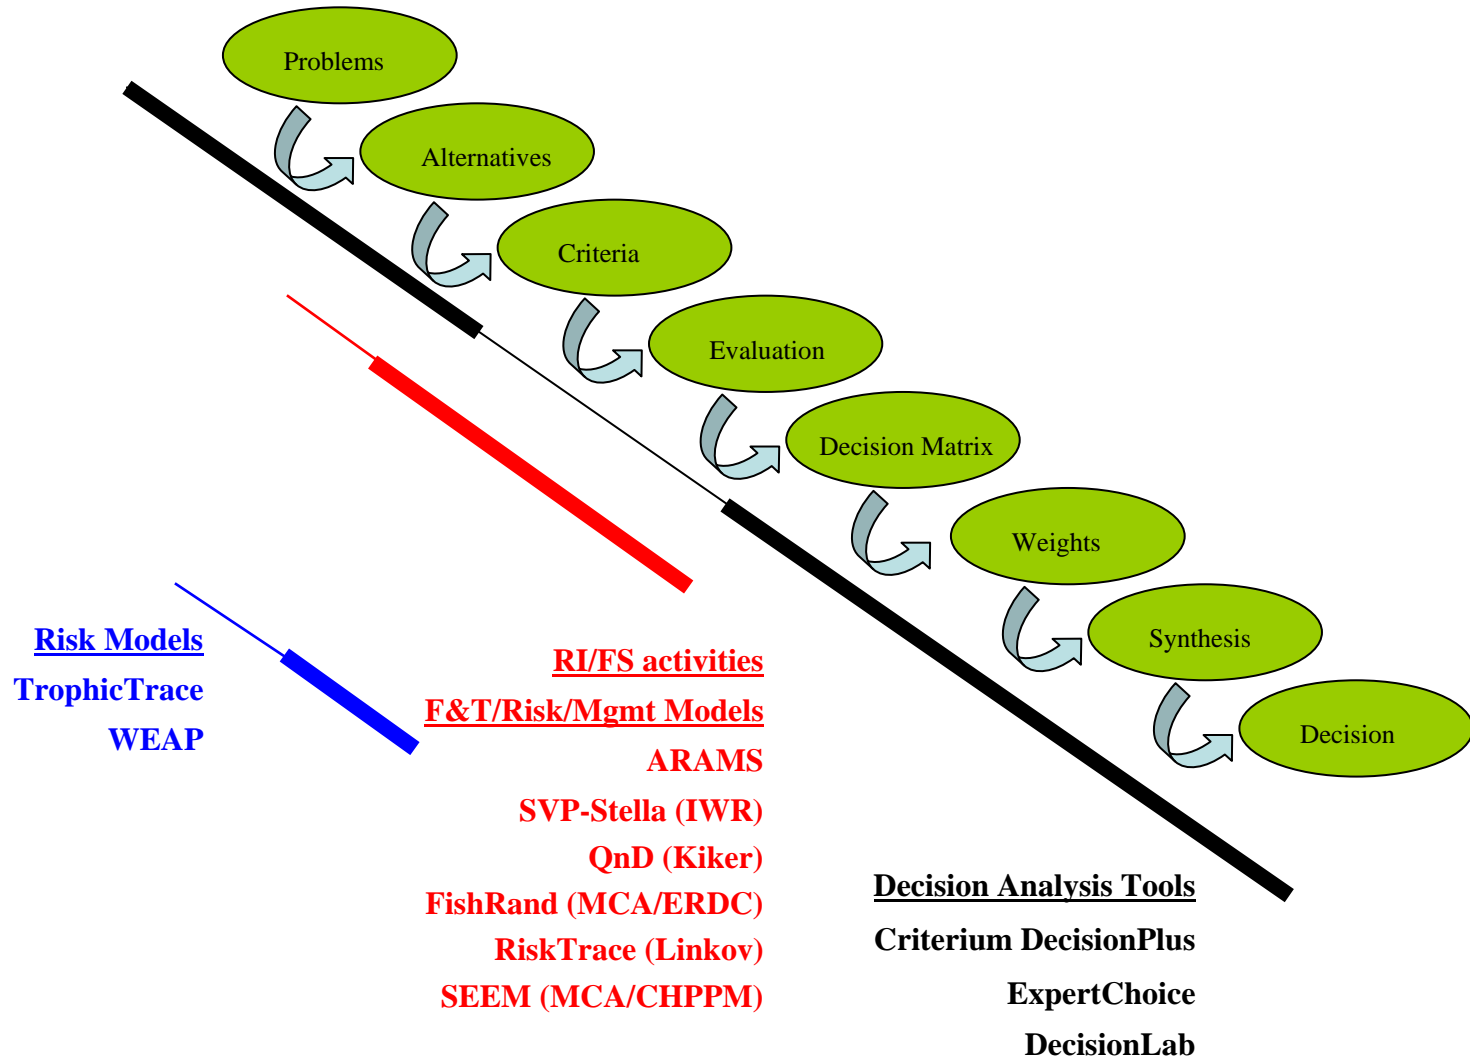 Problems
Alternatives
Criteria
Evaluation
Decision Matrix
Weights
Synthesis
Decision
Risk Models
TrophicTrace
WEAP
RI/FS activities
F&T/Risk/Mgmt Models
ARAMS
SVP-Stella (IWR)
QnD (Kiker)
FishRand (MCA/ERDC)
RiskTrace (Linkov)
SEEM (MCA/CHPPM)
Decision Analysis Tools
Criterium DecisionPlus
ExpertChoice
DecisionLab